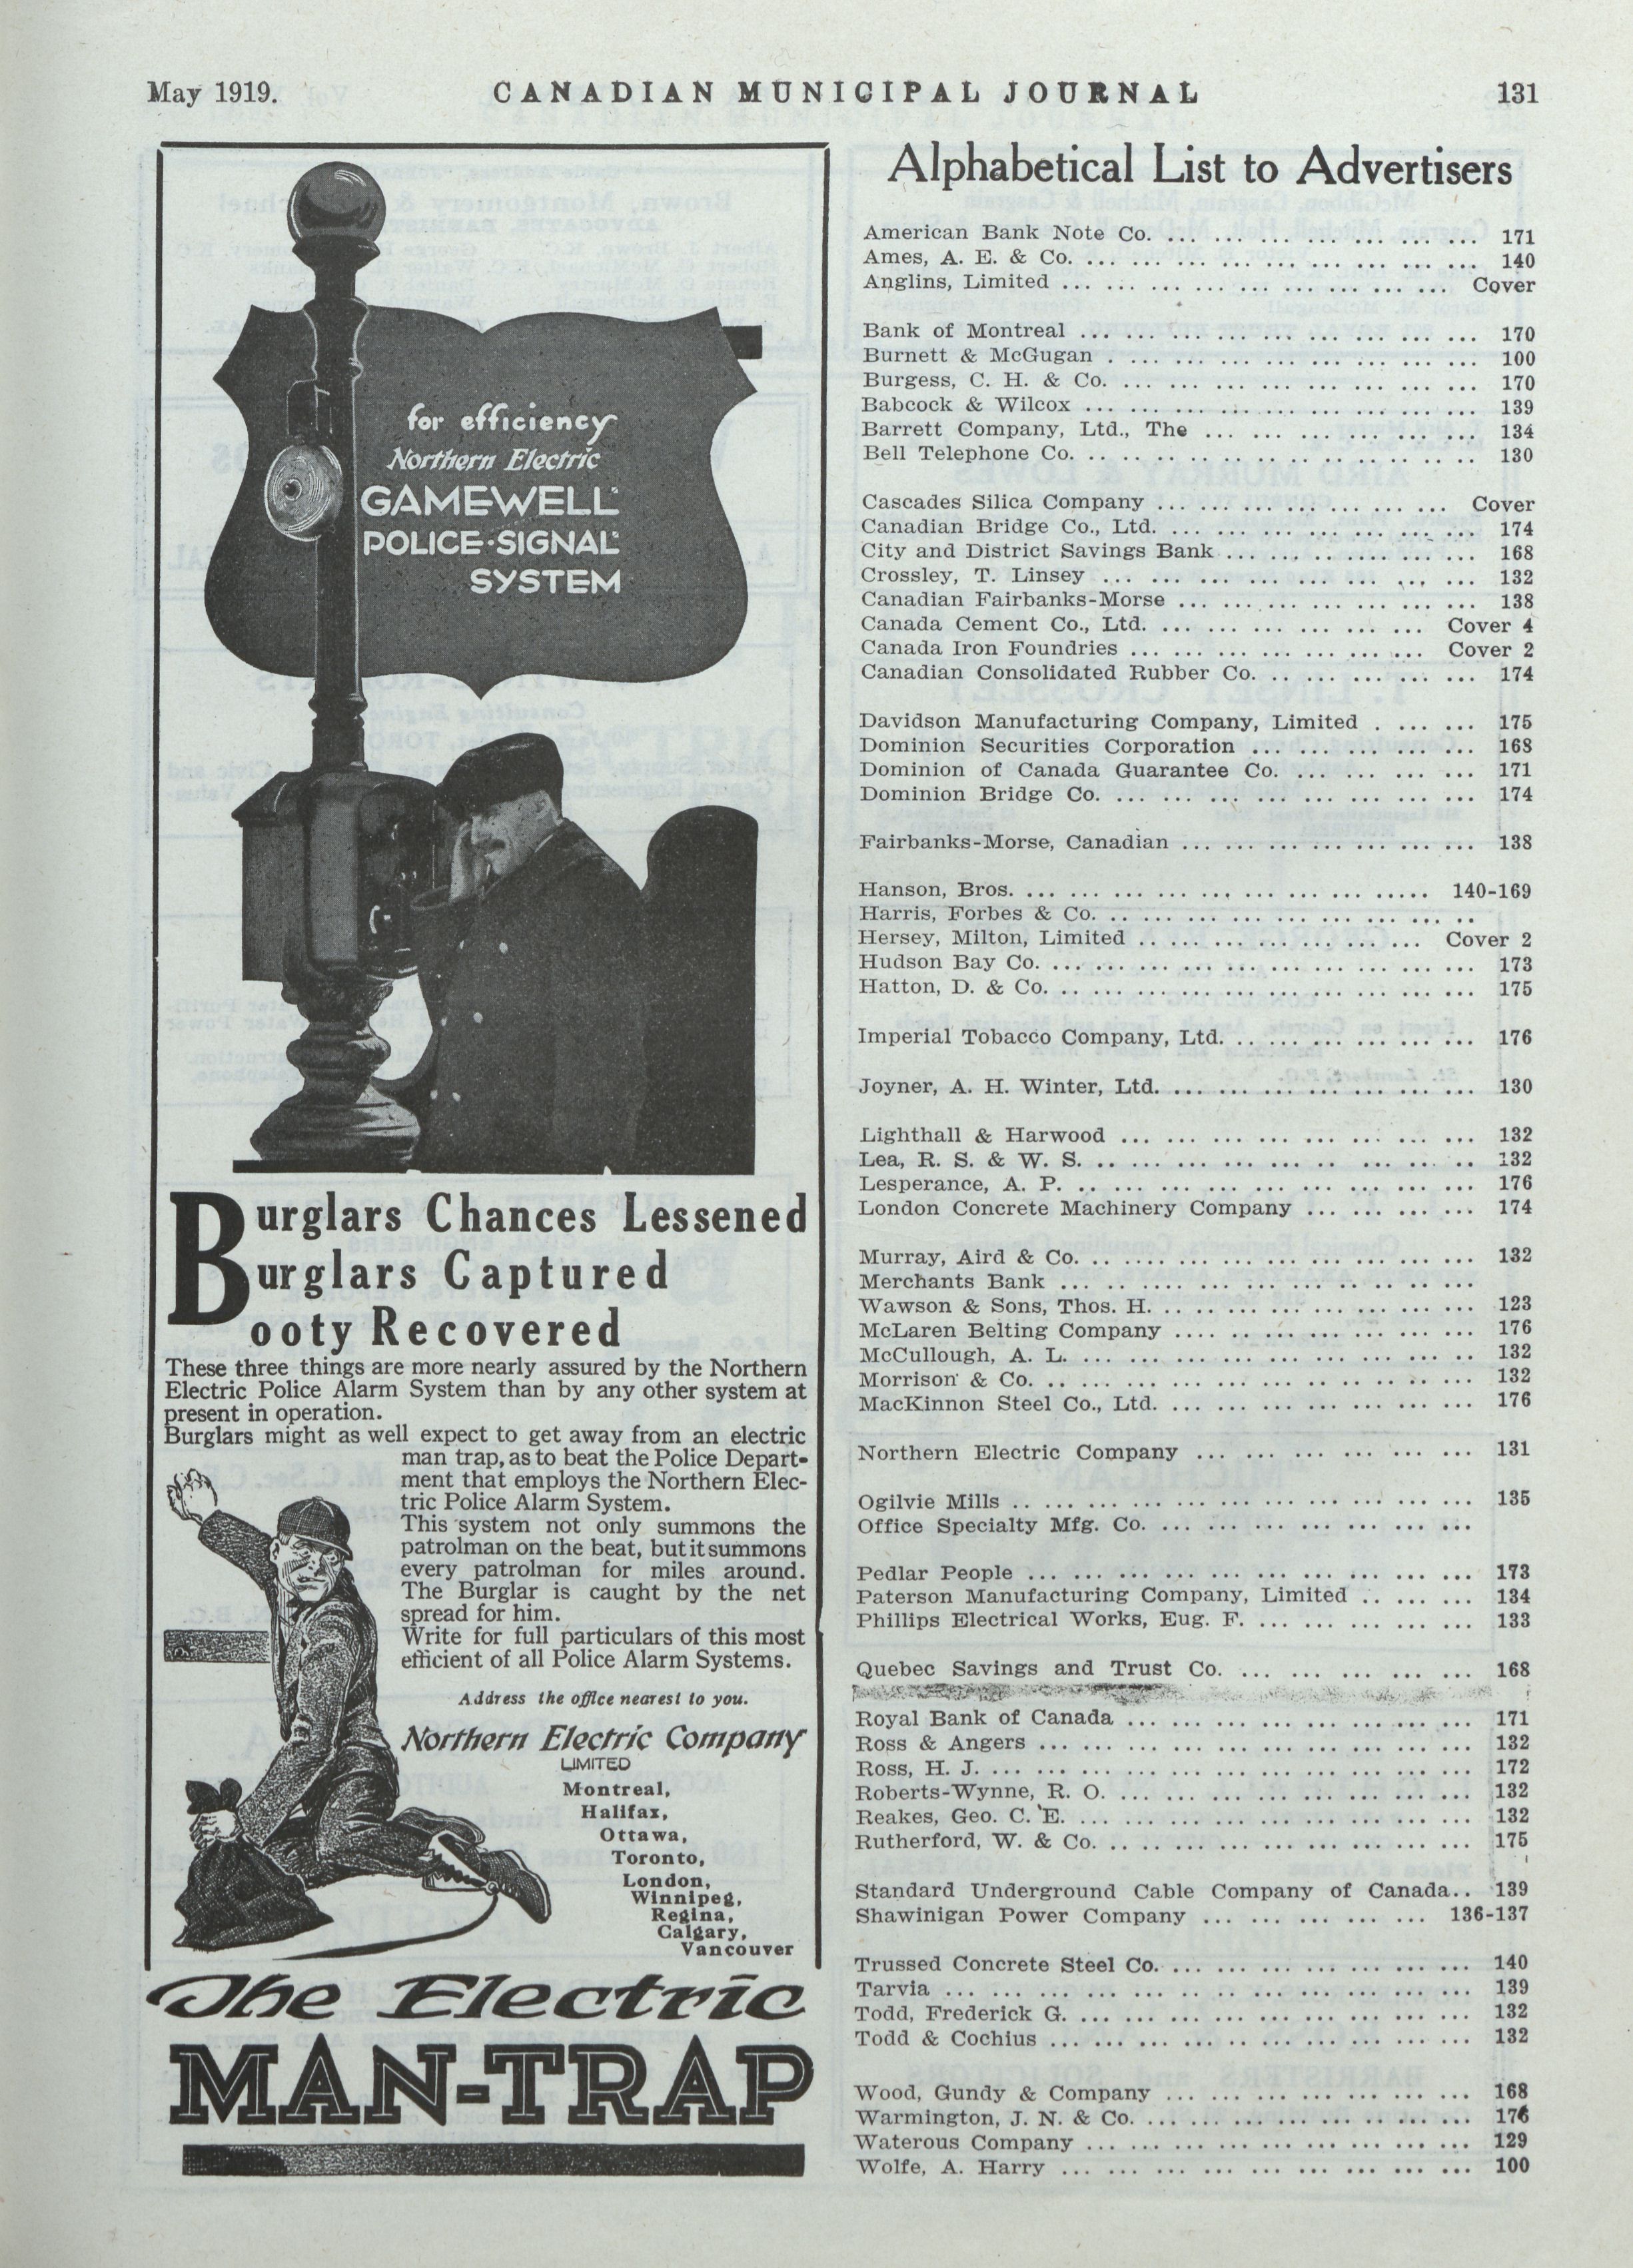 May 1919.
CANADIAN MUNICIPAL JOURNAL
131
for efficiency
Northern Electric
GAMEWELL
POLICE-SIGNAL
SYSTEM
Burglars Chances Lessened
urglars Captured
ooty Recovered
These three things are more nearly assured by the Northern
Electric Police Alarm System than by any other system at
present in operation.
Burglars might as well expect to get away from an electric
man trap, as to beat the Police Depart-
ment that employs the Northern Elec-
tric Police Alarm System.
This system not only summons the
patrolman on the beat, but it summons
every patrolman for miles around.
The Burglar is caught by the net
spread for him.
Write for full particulars of this most
efficient of all Police Alarm Systems.
Address the office nearest to you.
Northern Electric Company
LIMITED
Montreal,
Halifax,
Ottawa,
Toronto,
London,
Winnipeg,
Regina,
Calgary,
Vancouver
The Electric
MAN-TRAP
Alphabetical List to Advertisers
American Bank Note Co. ... ... ... ... ... ... ... ... 171
Ames, A. E. & Co. ... ... ... ... ... ... ... ... ... ... 140
Anglins, Limited ... ... ... ... ... ... ... ... ... Cover
Bank of Montreal ... ... ... ... ... ... ... ... ... ... 170
Burnett & McGugan . ... ... ... ... ... ... ... ... ... 100
Burgess, C. H. & Co. ... ... ... ... ... ... ... ... ... 170
Babcock & Wilcox ... ... ... ... ... ... ... ... ... ... 139
Barrett Company, Ltd., The ... ... ... ... ... ... ... 134
Bell Telephone Co. .. .. .. .. .. .. .. .. .. .. .. .. .. 130
Cascades Silica Company ... ... ... ... ... ... ... Cover
Canadian Bridge Co., Ltd. ... ... ... ... ... ... ... ... 174
City and District Savings Bank ... ... .. .... ... ... 168
Crossley, T. Linsey ... ... ... ... ... ... ... ... ... 132
Canadian Fairbanks-Morse ... ... ... ... ... ... ... 138
Canada Cement Co., Ltd. ... ... ... ... ... ... Cover 4
Canada Iron Foundries ... ... ... ... ... ... ... Cover 2
Canadian Consolidated Rubber Co. .. ... ... ... ... 174
Davidson Manufacturing Company, Limited . ... ... 175
Dominion Securities Corporation ... ... ... ... ... 168
Dominion of Canada Guarantee Co. ... ... ... ... 171
Dominion Bridge Co. ... ... ... ... ... ... ... ... ... 174
Fairbanks-Morse, Canadian ... ... ... ... ... ... ... 138
Hanson, Bros. ... ... ... ... ... ... ... ... ... ..... 140-169
Harris, Forbes & Co. .. ... ... ... ... ... ... ... ... ..
Hersey, Milton, Limited .. ... ... ... ... ... ... Cover 2
Hudson Bay Co. ... ... ... ... ... ... ... ... ... ... ... 173
Hatton, D. & Co. .. ... ... ... ... ... ... ... ... ... ... 175
Imperial Tobacco Company, Ltd. .. ... ... ... ... ... 176
Joyner, A. H. Winter, Ltd. ... ... ... ... ... ... ... ... 130
Lighthall & Harwood ... ... ... ... ... ... ... ... ... 132
Lea, R. S. & W. S. .. ... ... ... ... .. ... ... .. 132
Lesperance, A. P. .. ... ... ... ... ... ... ... ... ... 176
London Concrete Machinery Company ... ... ... ... 174
Murray, Aird & Co. .. .... ... ... ... ... ... ... ... 132
Merchants Bank ... .. .... ... ... ... .. .. .. ...
Wawson & Sons, Thos. H. .. .. ... ... ... ... ... ... 123
McLaren Belting Company .... .. ... ... ... ... ... 176
McCullough, A. L. ... ... ... ... ... ... ... ... ... .. 132
Morrison & Co. .. .. ... ... ... ... .. .. .. .. ... 132
MacKinnon Steel Co., Ltd. ... ... ... ... ... ... ... ... 176
Northern Electric Company ... ... ... ... ... ... ... 131
Ogilvie Mills .. ... ... ... ... ... ... ... ... ... ... ... 135
Office Specialty Mfg. Co. ... ... ... ... ... ... ... ...
Pedlar People ... ... ... ... ... ... ... ... ... ... ... 173
Paterson Manufacturing Company, Limited .. ... ... 134
Phillips Electrical Works, Eug. F. ... ... ... ... ... 133
Quebec Savings and Trust Co. ... ... ... ... ... ... 168
Royal Bank of Canada ... ... ... ... ... ... ... ... ... 171
Ross & Angers ... ... ... ... ... ... ... ... ... ... ... 132
Ross, H. J. ... ... ... ... ... ... ... ... ... ... ... ... 172
Roberts-Wynne, R. O. ... ... ... ... ... ... ... ... ... 132
Reakes, Geo. C. E. ... ... ... ... ... ... ... ... ... ... 132
Rutherford, W. & Co. .. .. ... ... ... ... ... ... ... ... 175
Standard Underground Cable Company of Canada.. 139
Shawinigan Power Company ... ... ... ... ... ... 136-137
Trussed Concrete Steel Co. ... ... ... ... ... ... ... ... 140
Tarvia ... ... ... ... ... .. .. ... ... ... ... ... ... 139
Todd, Frederick G. ... ... ... ... ... ... ... ... ... ... 132
Todd & Cochius ... ... ... ... ... ... ... ... ... ... ... 132
Wood, Gundy & Company ... ... ... ... ... ... ... ... 168
Warmington, J. N. & Co. ... ... ... ... ... ... ... ... 176
Waterous Company ... ... ... ... ... ... ... ... ... ... 129
Wolfe, A. Harry ... ... ... ... ... ... ... ... ... ... ... 100